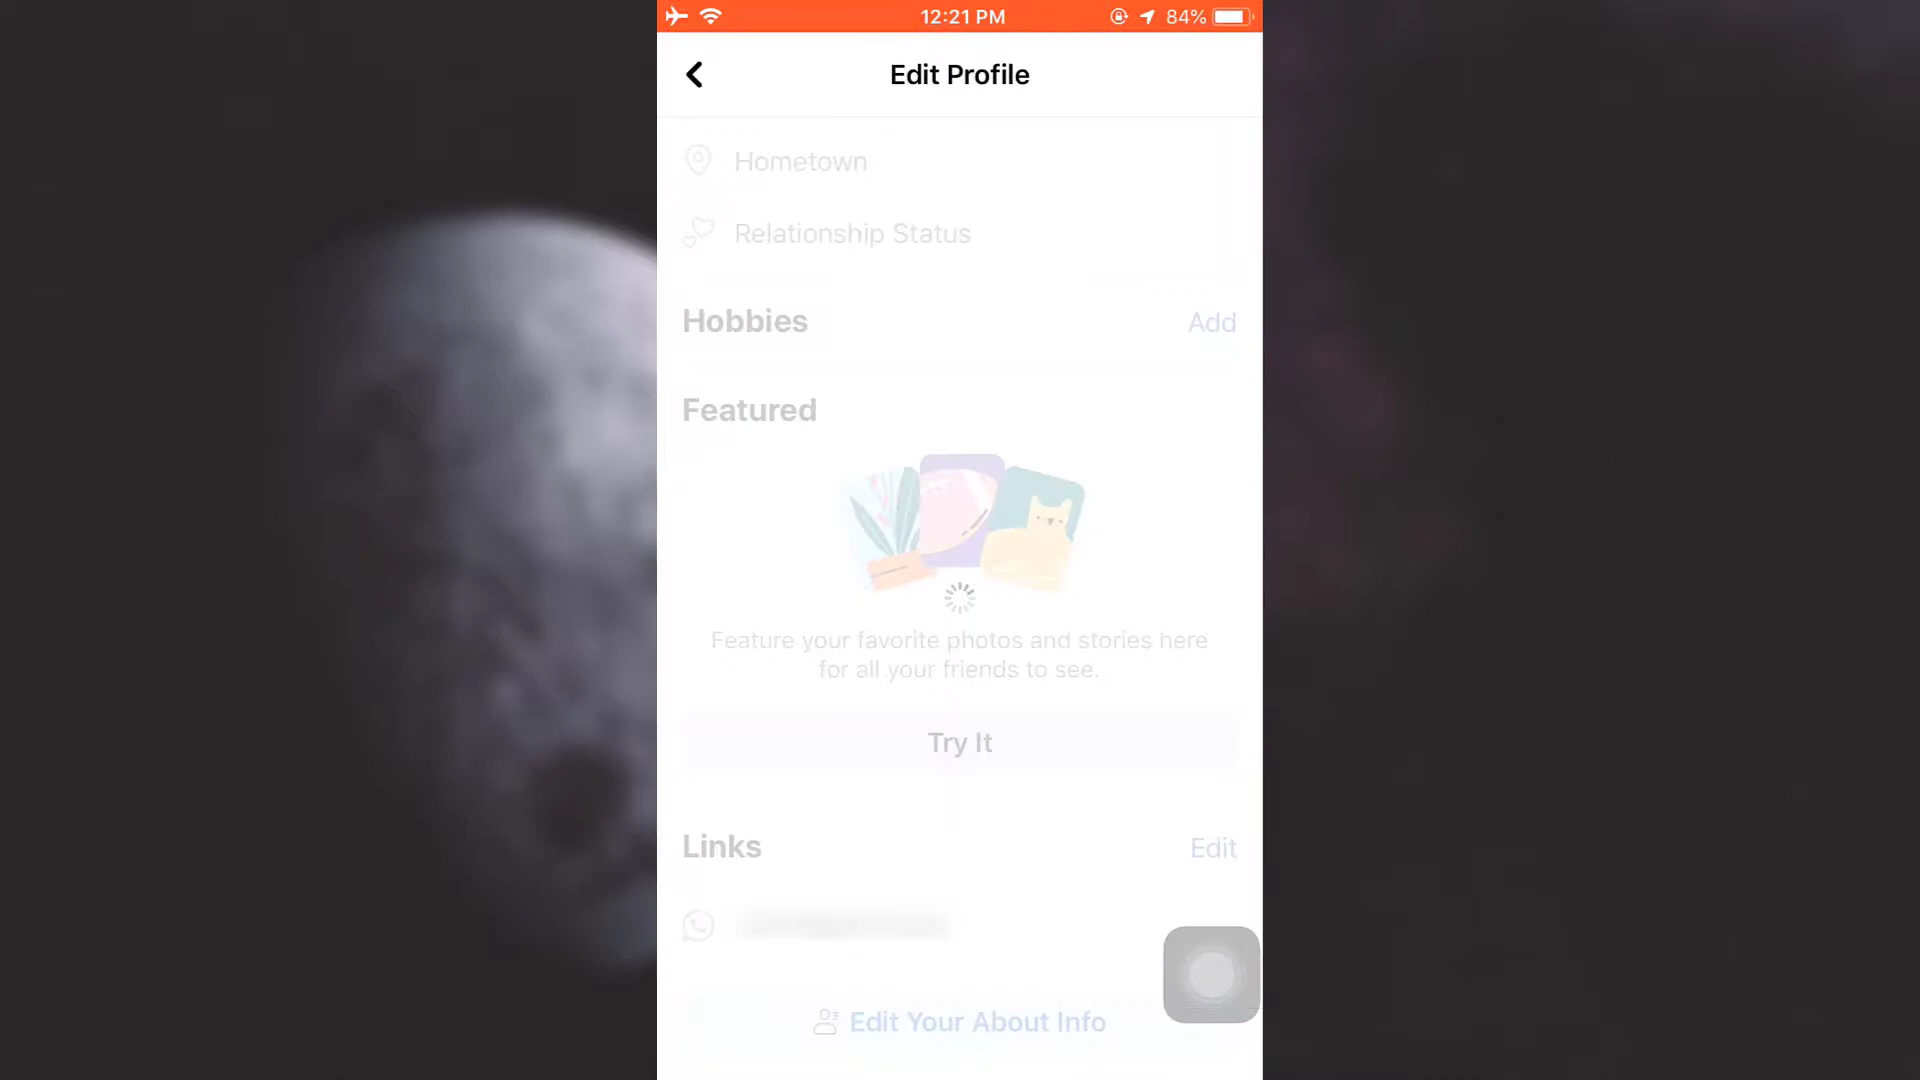 12:21 PM
84%
Edit Profile
Hometown
Relationship Status
Hobbies
Add
Featured
Feature your favorite photos and stories here
for all your friends to see.
Try It
Links
Edit
Edit Your About Info